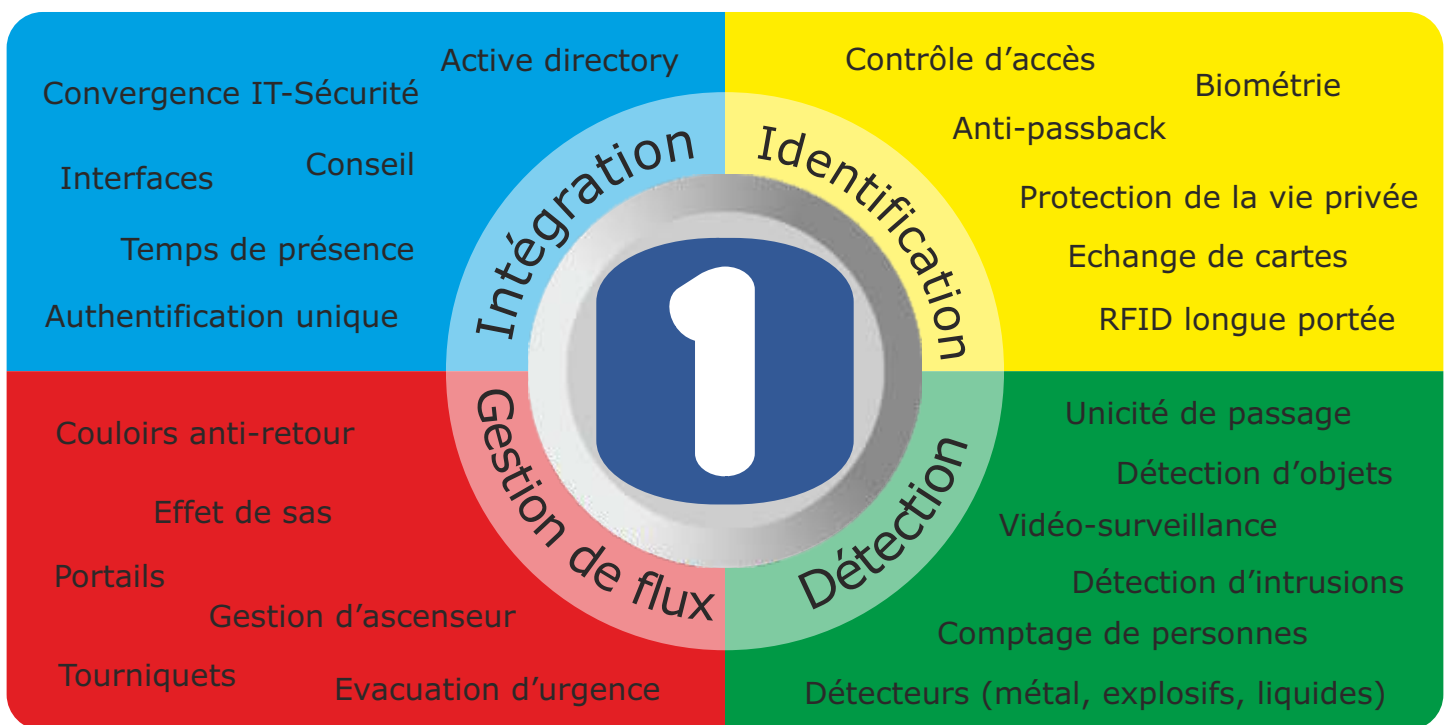 Intégration
Active directory
Convergence IT-Sécurité
Conseil
Interfaces
Temps de présence
Authentification unique
Identification
Contrôle d’accès
Biométrie
Anti-passback
Protection de la vie privée
Echange de cartes
RFID longue portée
1
Gestion de flux
Couloirs anti-retour
Effet de sas
Portails
Gestion d’ascenseur
Tourniquets
Evacuation d’urgence
Détection
Unicité de passage
Détection d’objets
Vidéo-surveillance
Détection d’intrusions
Comptage de personnes
Détecteurs (métal, explosifs, liquides)